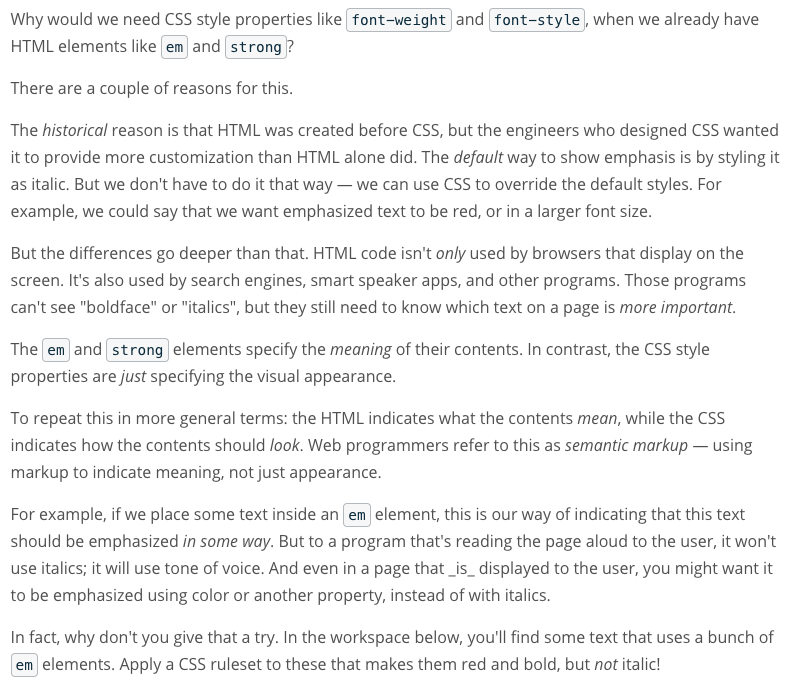 Why would we need CSS style properties like font-weight and font-style, when we already have
HTML elements like em and strong?
There are a couple of reasons for this.
The historical reason is that HTML was created before CSS, but the engineers who designed CSS wanted
it to provide more customization than HTML alone did. The default way to show emphasis is by styling it
as italic. But we don't have to do it that way — we can use CSS to override the default styles. For
example, we could say that we want emphasized text to be red, or in a larger font size.
But the differences go deeper than that. HTML code isn't only used by browsers that display on the
screen. It's also used by search engines, smart speaker apps, and other programs. Those programs
can't see "boldface" or "italics", but they still need to know which text on a page is more important.
The em and strong elements specify the meaning of their contents. In contrast, the CSS style
properties are just specifying the visual appearance.
To repeat this in more general terms: the HTML indicates what the contents mean, while the CSS
indicates how the contents should look. Web programmers refer to this as semantic markup — using
markup to indicate meaning, not just appearance.
For example, if we place some text inside an em element, this is our way of indicating that this text
should be emphasized in some way. But to a program that's reading the page aloud to the user, it won't
use italics; it will use tone of voice. And even in a page that _is_ displayed to the user, you might want it
to be emphasized using color or another property, instead of with italics.
In fact, why don't you give that a try. In the workspace below, you'll find some text that uses a bunch of
em elements. Apply a CSS ruleset to these that makes them red and bold, but not italic!